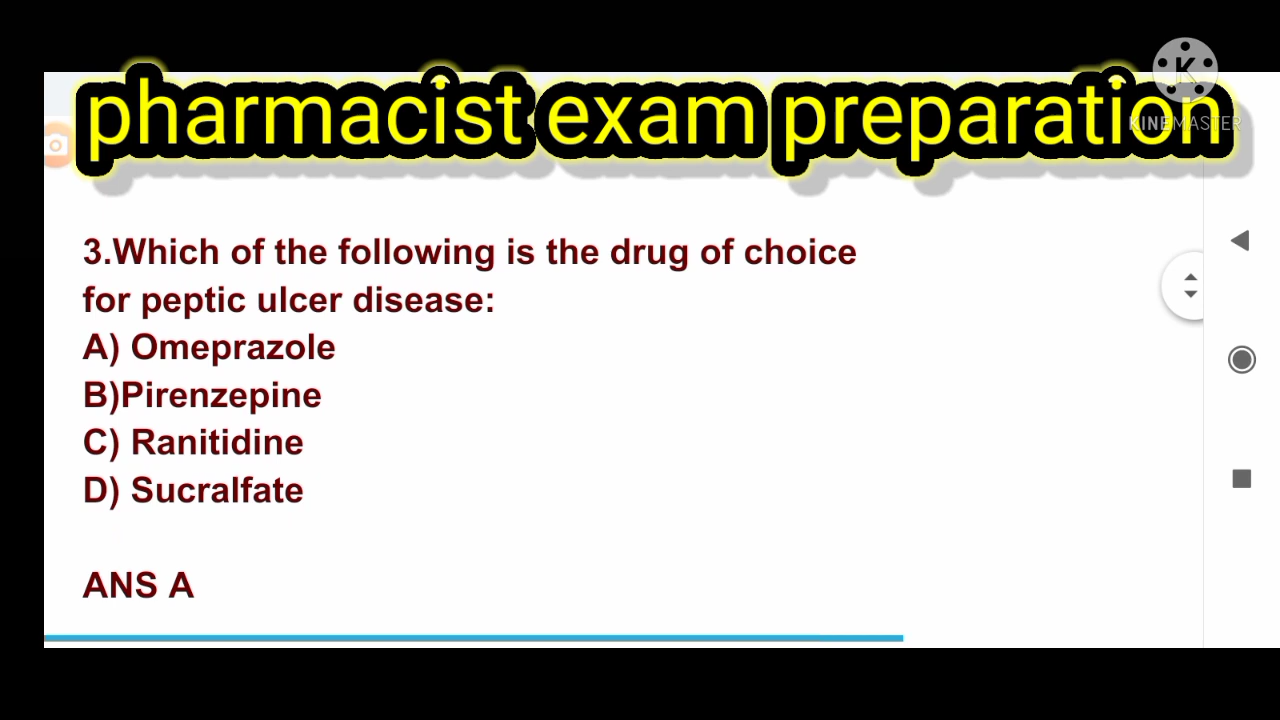 pharmacist exam preparation
KINEMASTER
3.Which of the following is the drug of choice
for peptic ulcer disease:
A) Omeprazole
B)Pirenzepine
C) Ranitidine
D) Sucralfate
ANS A